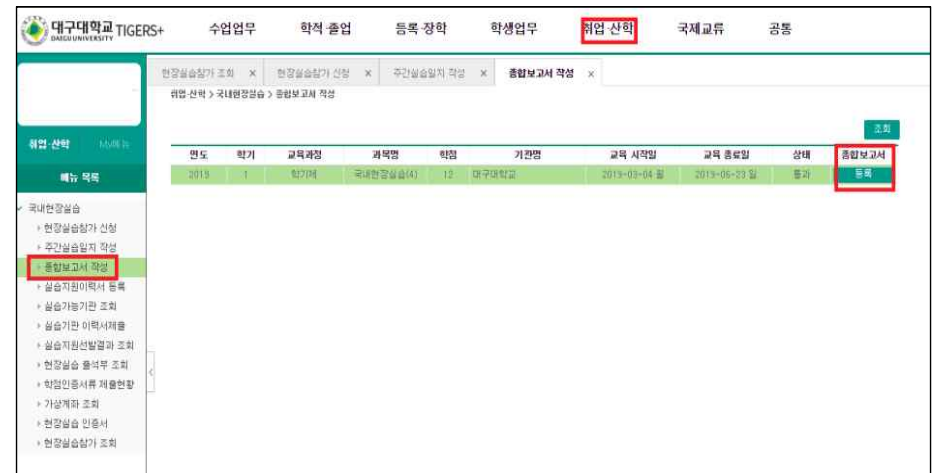 대구대학교 TIGERS+
DAEGU UNIVERSITY
수업업무 학적·졸업 등록·장학 학생업무 취업·산학 국제교류 공통
현장실습참가 조회 × 현장실습참가 신청 × 주간실습일지 작성 × 종합보고서 작성 ×
취업·산학 > 국내현장실습 > 종합보고서 작성
조회
취업·산학 My메뉴
메뉴 목록
연도 학기 교육과정 과목명 학점 기관명 교육 시작일 교육 종료일 상태 종합보고서
2019 1 학기제 국내현장실습(4) 12 대구대학교 2019-03-04 월 2019-06-23 일 통과 등록
국내현장실습
현장실습참가 신청
주간실습일지 작성
종합보고서 작성
실습지원이력서 등록
실습가능기관 조회
실습기관 이력서제출
실습지원선발결과 조회
현장실습 출석부 조회
학점인증서류 제출현황
가상계좌 조회
현장실습 인증서
현장실습참가 조회